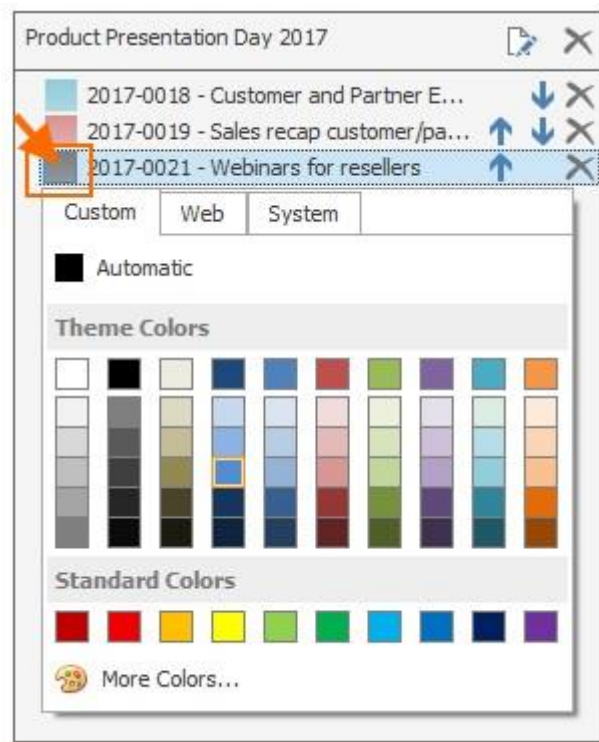 Product Presentation Day 2017
2017-0018 - Customer and Partner E...
2017-0019 - Sales recap customer/pa...
2017-0021 - Webinars for resellers
Custom Web System
Automatic
Theme Colors
Standard Colors
More Colors...